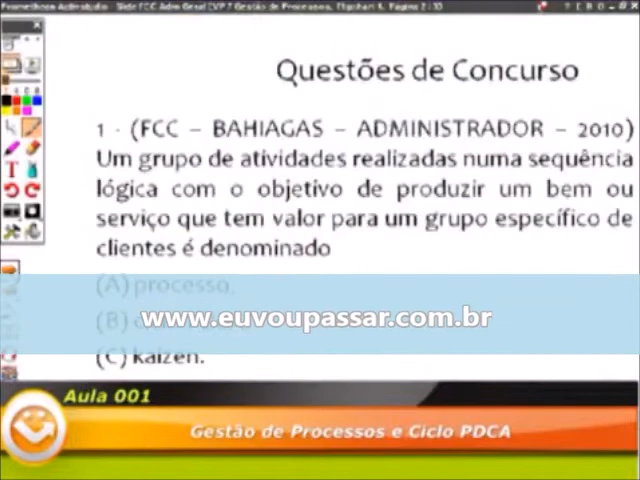 Questões de Concurso
1 - (FCC – BAHIAGAS – ADMINISTRADOR – 2010)
Um grupo de atividades realizadas numa sequência
lógica com o objetivo de produzir um bem ou
serviço que tem valor para um grupo específico de
clientes é denominado
(A) processo.
(B)
www.euvoupassar.com.br
(C) kaizen.
Aula 001
Gestão de Processos e Ciclo PDCA